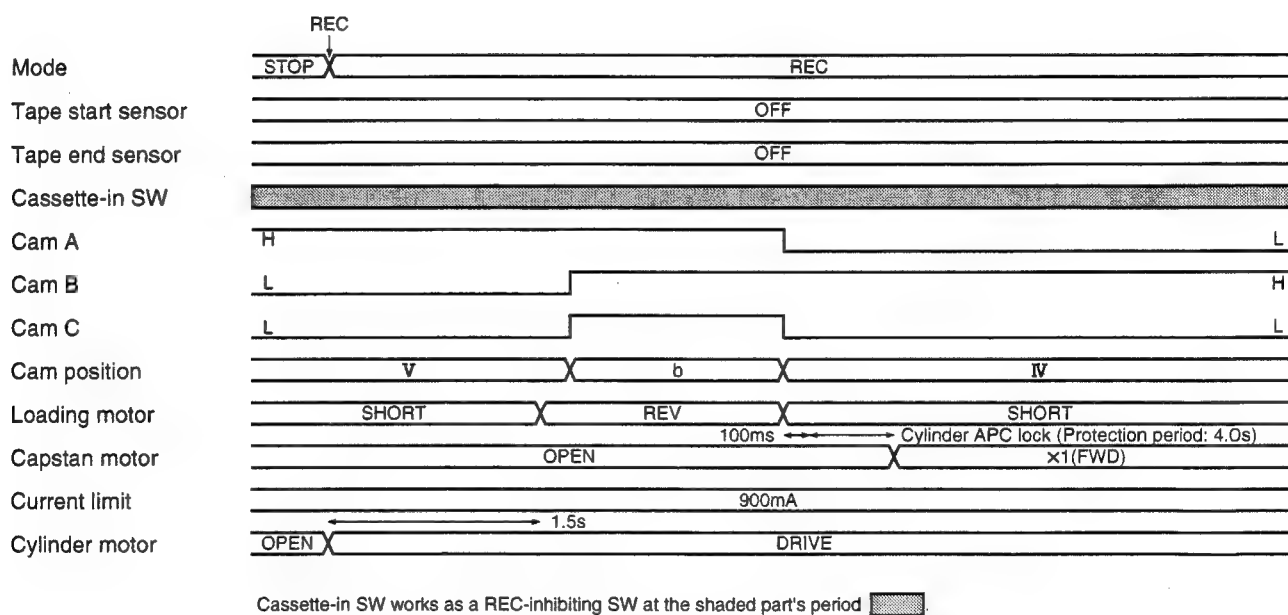 REC
Mode STOP REC
Tape start sensor OFF
Tape end sensor OFF
Cassette-in SW
Cam A H L
Cam B L H
Cam C L L
Cam position V b IV
Loading motor SHORT REV SHORT
100ms Cylinder APC lock (Protection period: 4.0s)
Capstan motor OPEN ×1(FWD)
Current limit 900mA
1.5s
Cylinder motor OPEN DRIVE
Cassette-in SW works as a REC-inhibiting SW at the shaded part's period .